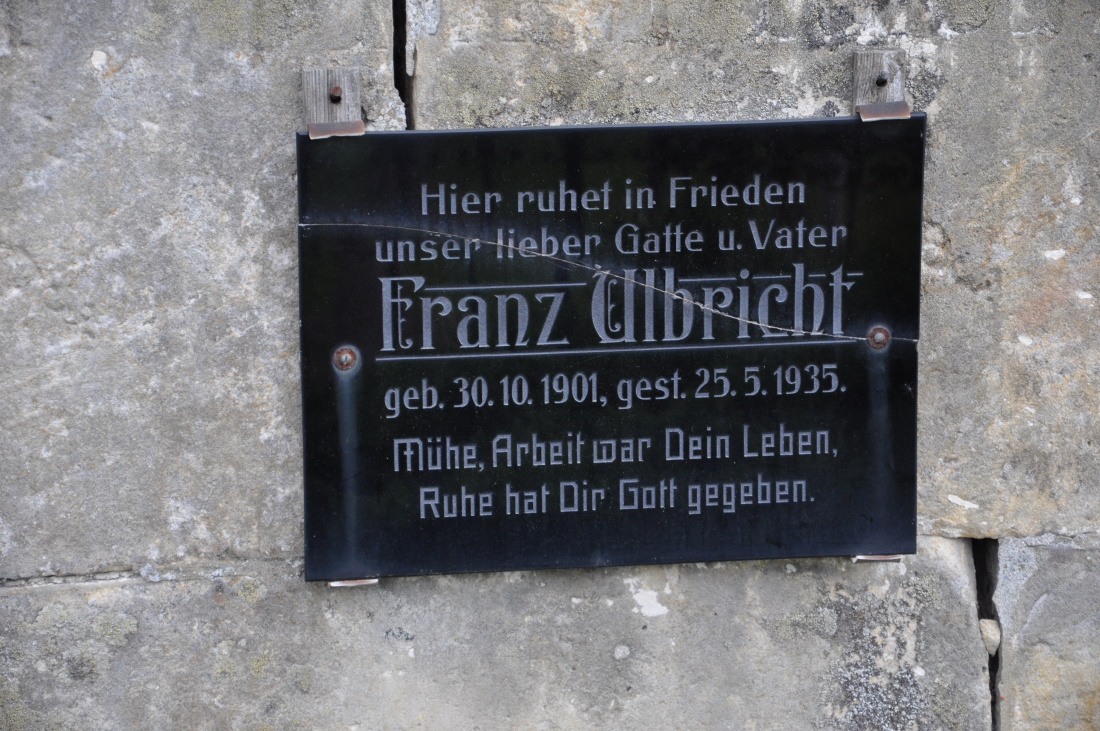 Hier ruhet in Frieden
unser lieber Gatte u. Vater
Franz Ulbricht
geb. 30.10.1901, gest. 25.5.1935.
Mühe, Arbeit war Dein Leben,
Ruhe hat Dir Gott gegeben.